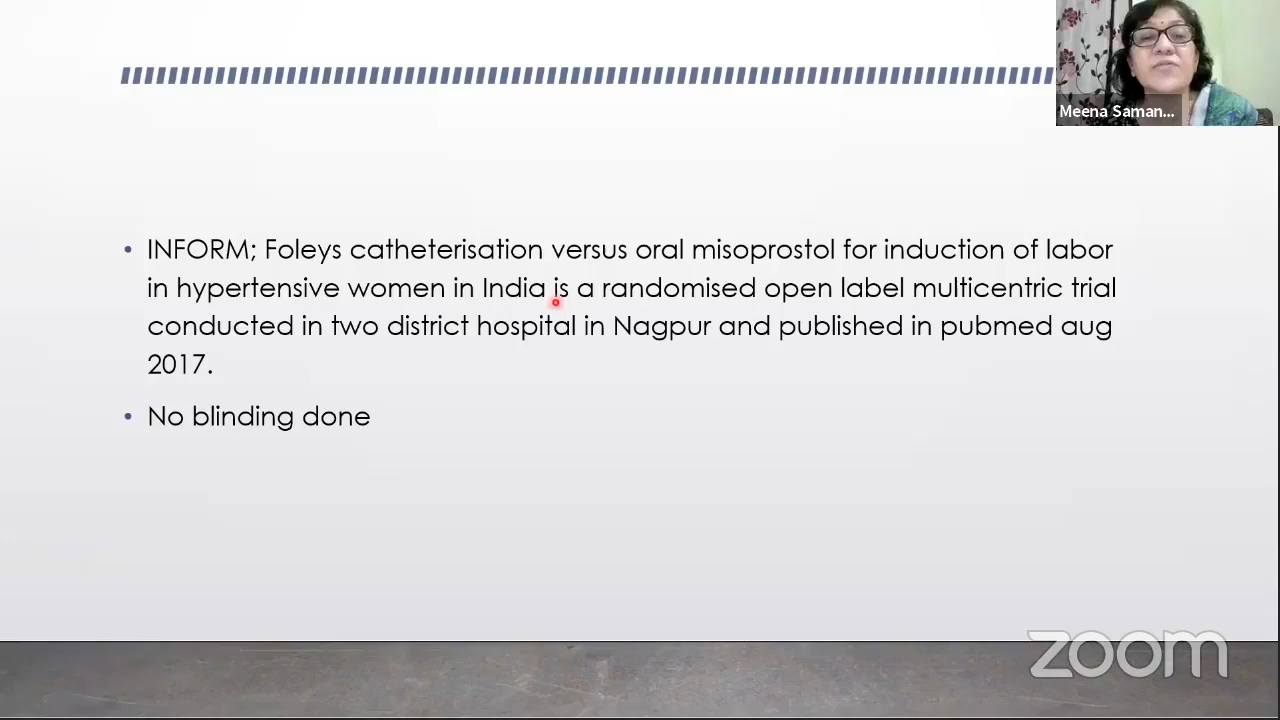 Meena Saman...
INFORM; Foleys catheterisation versus oral misoprostol for induction of labor
in hypertensive women in India is a randomised open label multicentric trial
conducted in two district hospital in Nagpur and published in pubmed aug
2017.
No blinding done
zoom